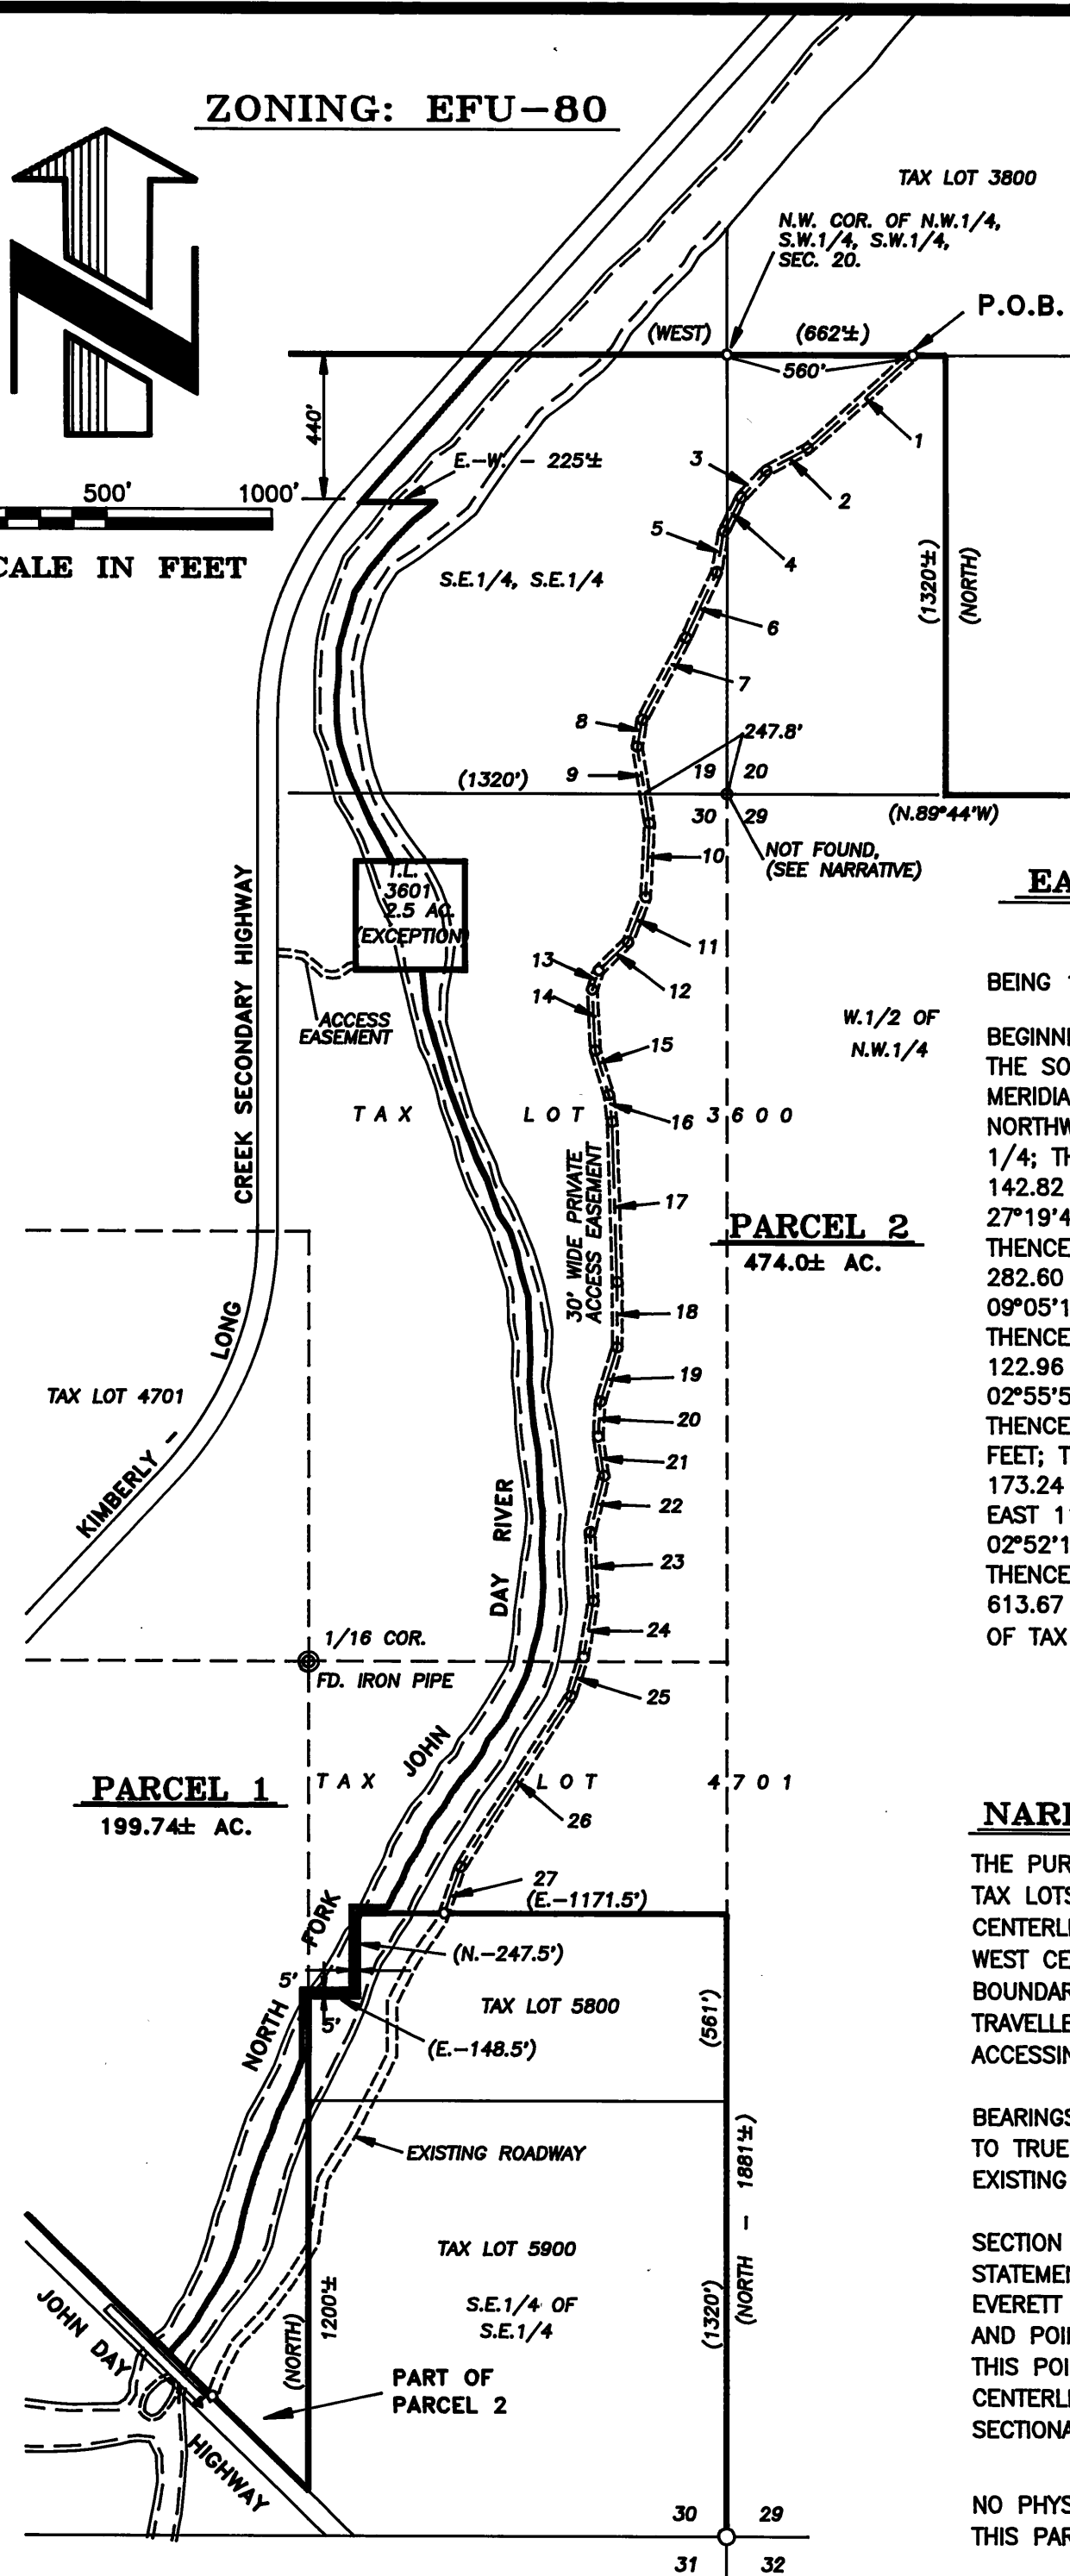 ZONING: EFU-80
TAX LOT 3800
N.W. COR. OF N.W.1/4,
S.W.1/4, S.W.1/4,
SEC. 20.
P.O.B.
(WEST)
(662'±)
560'
440'
E.-W. - 225'±
500'
1000'
CALE IN FEET
S.E.1/4, S.E.1/4
1
2
3
4
5
6
7
8
9
(1320'±)
(NORTH)
247.8'
(1320')
19
20
30
29
(N.89°44'W)
NOT FOUND,
(SEE NARRATIVE)
10
T.L.
3601
2.5 AC.
(EXCEPTION)
11
12
13
14
15
16
17
18
19
20
21
22
23
24
25
26
27
ACCESS
EASEMENT
CREEK SECONDARY HIGHWAY
LONG
KIMBERLY -
W.1/2 OF
N.W.1/4
TAX LOT 3600
30' WIDE PRIVATE
ACCESS EASEMENT
PARCEL 2
474.0± AC.
TAX LOT 4701
DAY RIVER
JOHN
FORK
NORTH
1/16 COR.
FD. IRON PIPE
PARCEL 1
199.74± AC.
TAX LOT 4701
(E.-1171.5')
(N.-247.5')
5'
5'
(E.-148.5')
TAX LOT 5800
(561')
EXISTING ROADWAY
(NORTH - 1881'±)
TAX LOT 5900
S.E.1/4 OF
S.E.1/4
(1320')
(NORTH)
1200'±
PART OF
PARCEL 2
JOHN DAY
HIGHWAY
30
29
31
32
EA
BEING
BEGINN
THE SO
MERIDIA
NORTHW
1/4; TH
142.82
27°19'4
THENCE
282.60
09°05'1
THENCE
122.96
02°55'5
THENCE
FEET; T
173.24
EAST 1
02°52'1
THENCE
613.67
OF TAX
NARI
THE PUR
TAX LOTS
CENTERLI
WEST CE
BOUNDAR
TRAVELLE
ACCESSIN
BEARINGS
TO TRUE
EXISTING
SECTION
STATEMEN
EVERETT
AND POI
THIS POI
CENTERLI
SECTIONA
NO PHYS
THIS PAR